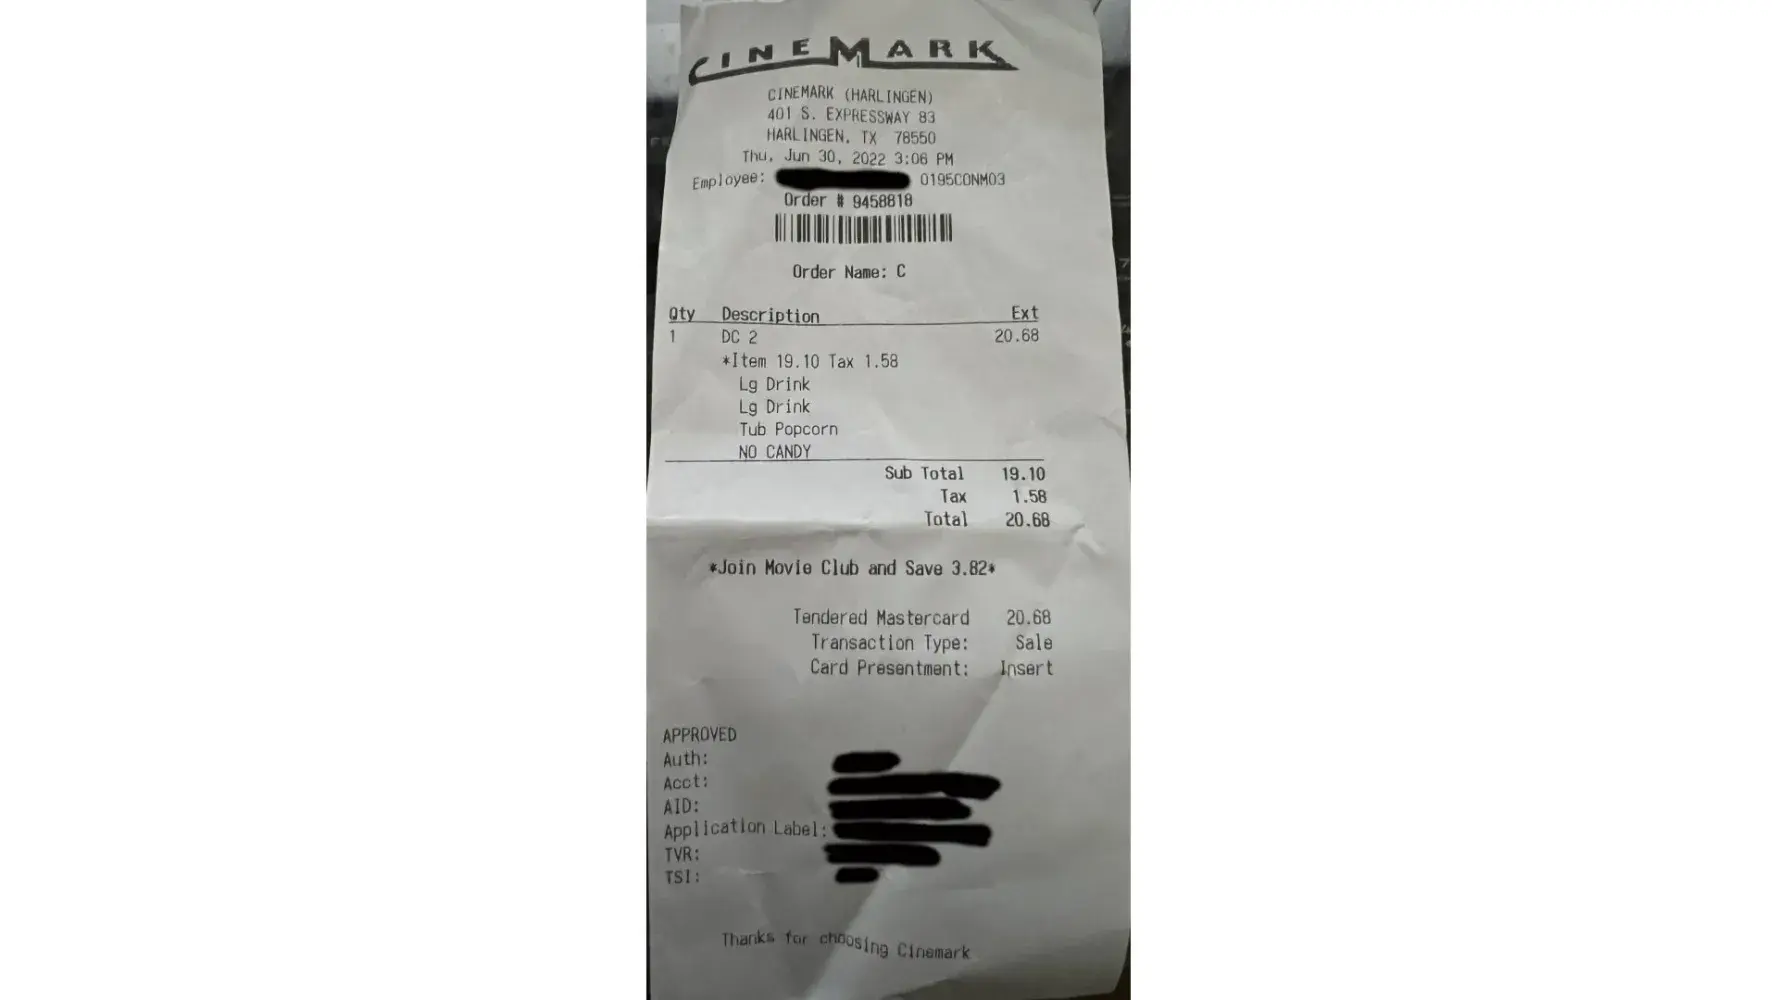 CINEMARK
CINEMARK (HARLINGEN)
401 S. EXPRESSWAY 83
HARLINGEN, TX 78550
Thu, Jun 30, 2022 3:06 PM
Employee: 0195CONM03
Order # 9458818
Order Name: C
Qty Description Ext
1 DC 2 20.68
*Item 19.10 Tax 1.58
Lg Drink
Lg Drink
Tub Popcorn
NO CANDY
Sub Total 19.10
Tax 1.58
Total 20.68
*Join Movie Club and Save 3.82*
Tendered Mastercard 20.68
Transaction Type: Sale
Card Presentment: Insert
APPROVED
Auth:
Acct:
AID:
Application Label:
TVR:
TSI:
Thanks for choosing Cinemark